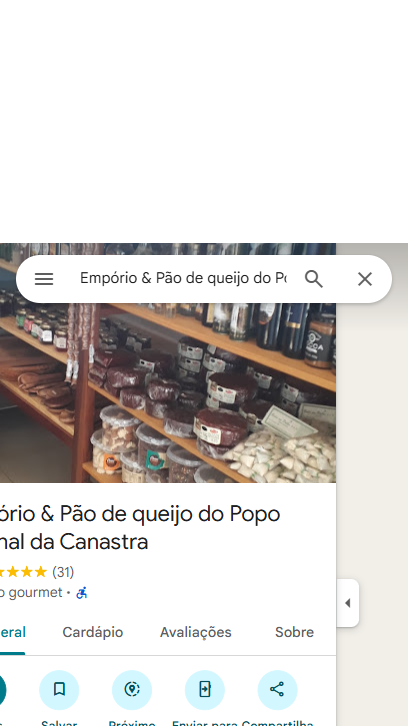 Empório & Pão de queijo do Po
ório & Pão de queijo do Popo
nal da Canastra
(31)
o gourmet ·
eral Cardápio Avaliações Sobre
Salvar Próximo Enviar para Compartilha